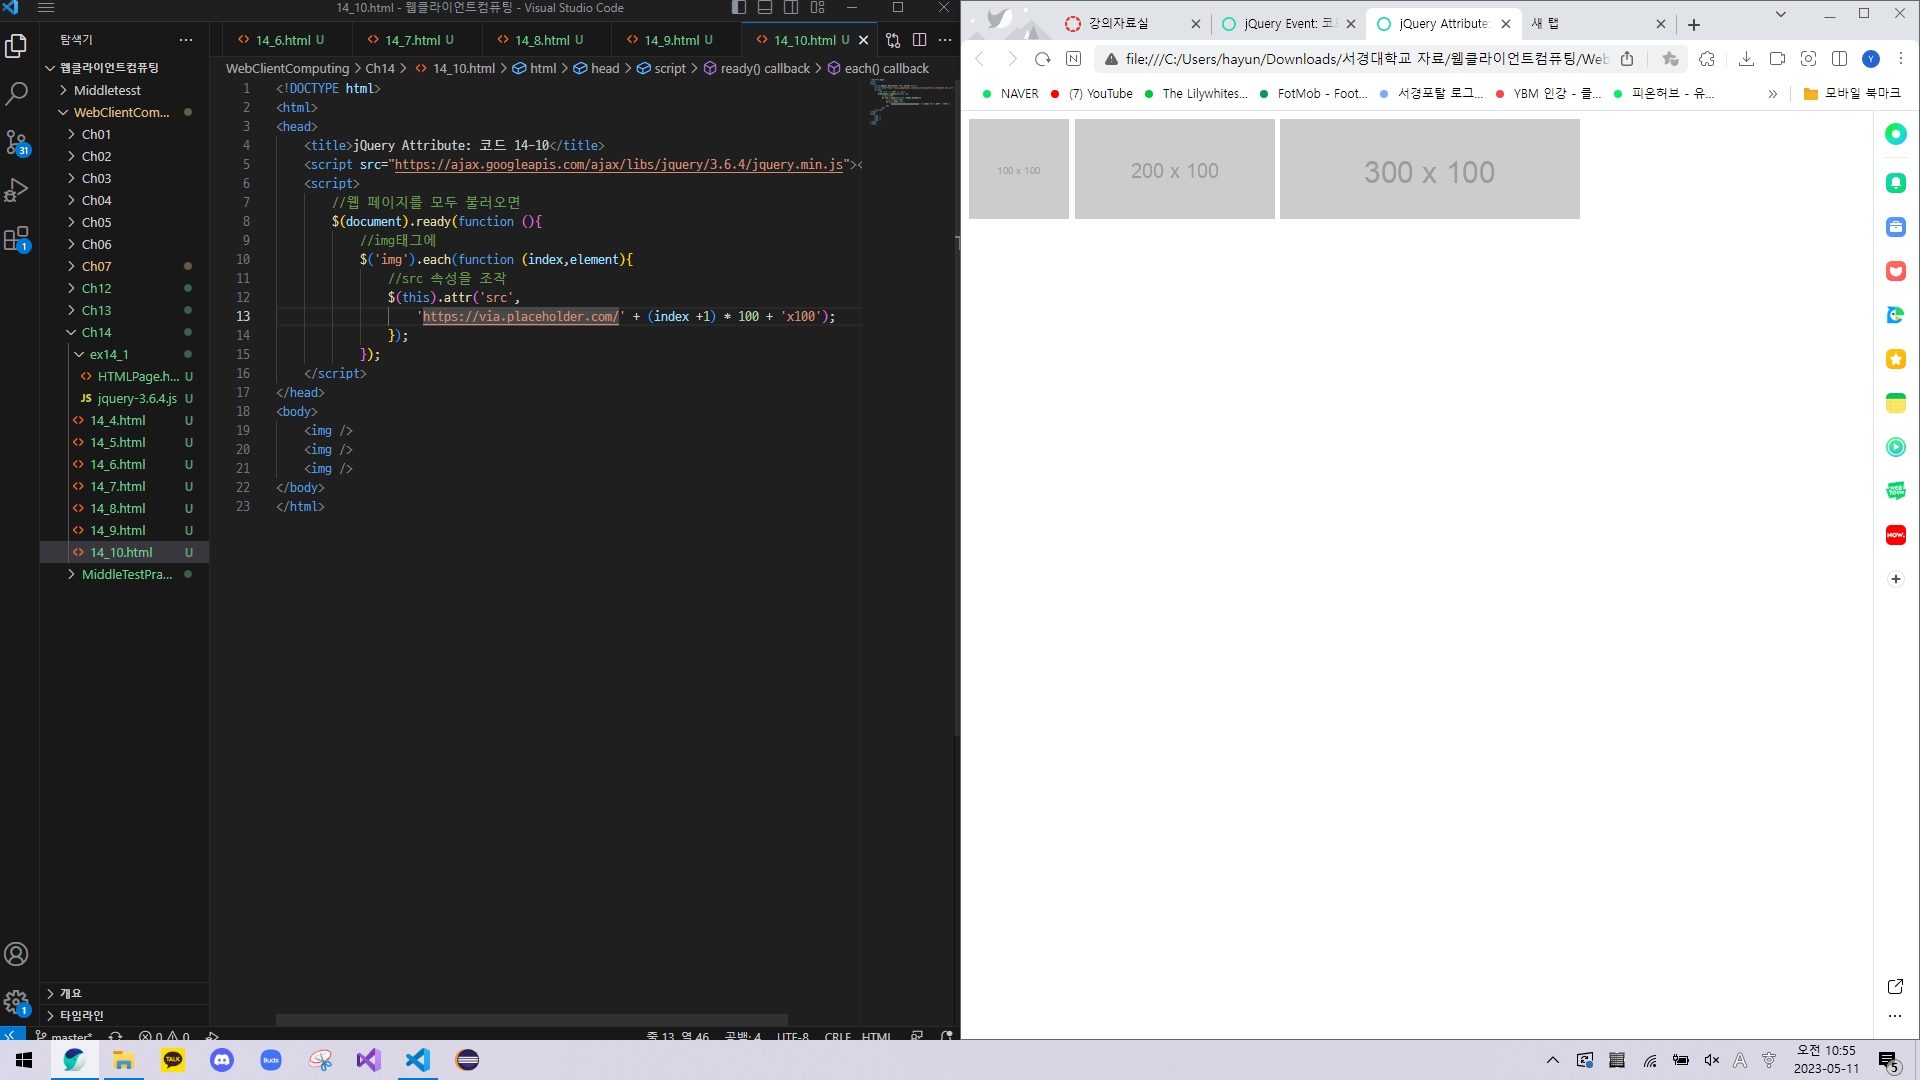 14_10.html - 웹클라이언트컴퓨팅 - Visual Studio Code
탐색기
14_6.html U
14_7.html U
14_8.html U
14_9.html U
14_10.html U
WebClientComputing > Ch14 > 14_10.html > html > head > script > ready() callback > each() callback
웹클라이언트컴퓨팅
Middletesst
WebClientCom...
Ch01
Ch02
Ch03
Ch04
Ch05
Ch06
Ch07
Ch12
Ch13
Ch14
ex14_1
HTMLPage.h... U
JS jquery-3.6.4.js U
14_4.html U
14_5.html U
14_6.html U
14_7.html U
14_8.html U
14_9.html U
14_10.html U
MiddleTestPra...
개요
타임라인
31
1
1
1 <!DOCTYPE html>
2 <html>
3 <head>
4 <title>jQuery Attribute: 코드 14-10</title>
5 <script src="https://ajax.googleapis.com/ajax/libs/jquery/3.6.4/jquery.min.js"><
6 <script>
7 //웹 페이지를 모두 불러오면
8 $(document).ready(function (){
9 //img태그에
10 $('img').each(function (index,element){
11 //src 속성을 조작
12 $(this).attr('src',
13 'https://via.placeholder.com/' + (index +1) * 100 + 'x100');
14 });
15 });
16 </script>
17 </head>
18 <body>
19 <img />
20 <img />
21 <img />
22 </body>
23 </html>
master*
0 0
줄 13, 열 46
공백: 4
UTF-8
CRLF
HTML
강의자료실
jQuery Event: 코드
jQuery Attribute:
새 탭
N
file:///C:/Users/hayun/Downloads/서경대학교 자료/웹클라이언트컴퓨팅/Web
Y
NAVER
(7) YouTube
The Lilywhites...
FotMob - Foot...
서경포탈 로그...
YBM 인강 - 클...
피온허브 - 유...
»
모바일 북마크
100 x 100
200 x 100
300 x 100
WEB TOON
NOW.
TALK
Buds
A
오전 10:55
2023-05-11
5